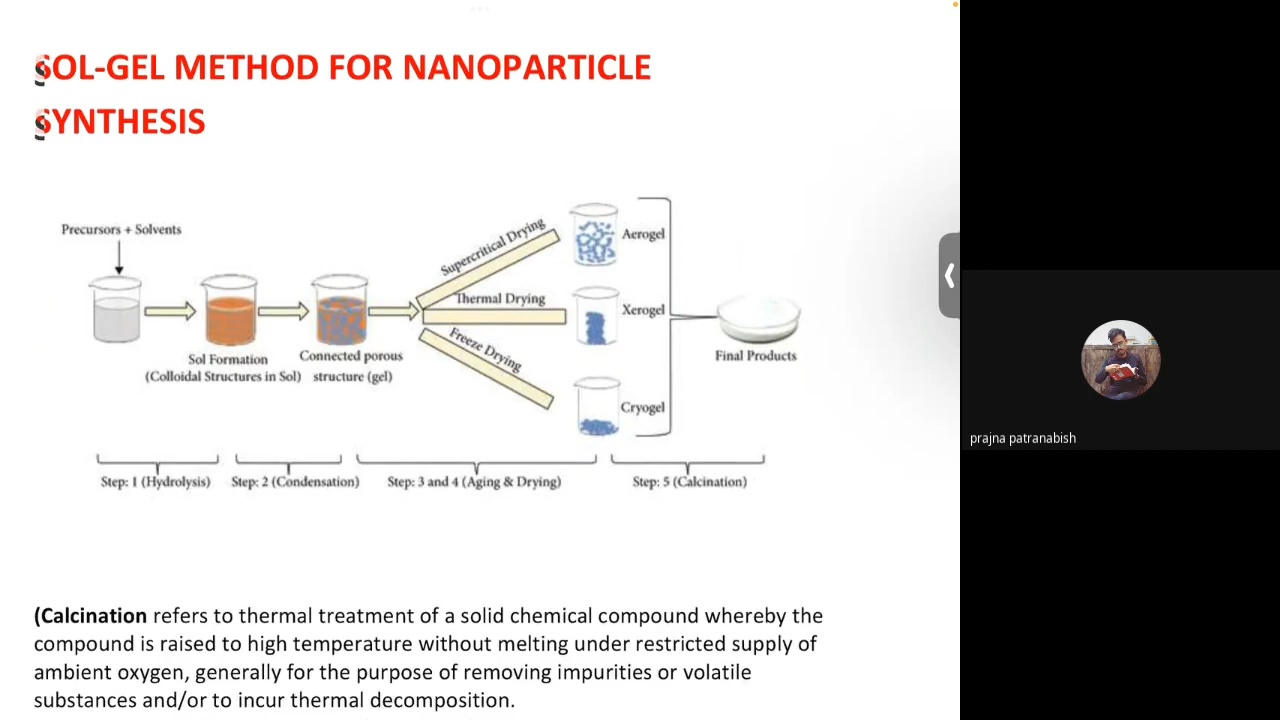 SOL-GEL METHOD FOR NANOPARTICLE
SYNTHESIS
Precursors + Solvents
Supercritical Drying
Aerogel
Thermal Drying
Xerogel
Freeze Drying
Sol Formation
(Colloidal Structures in Sol)
Connected porous
structure (gel)
Final Products
Cryogel
Step: 1 (Hydrolysis)
Step: 2 (Condensation)
Step: 3 and 4 (Aging & Drying)
Step: 5 (Calcination)
(Calcination refers to thermal treatment of a solid chemical compound whereby the
compound is raised to high temperature without melting under restricted supply of
ambient oxygen, generally for the purpose of removing impurities or volatile
substances and/or to incur thermal decomposition.
prajna patranabish